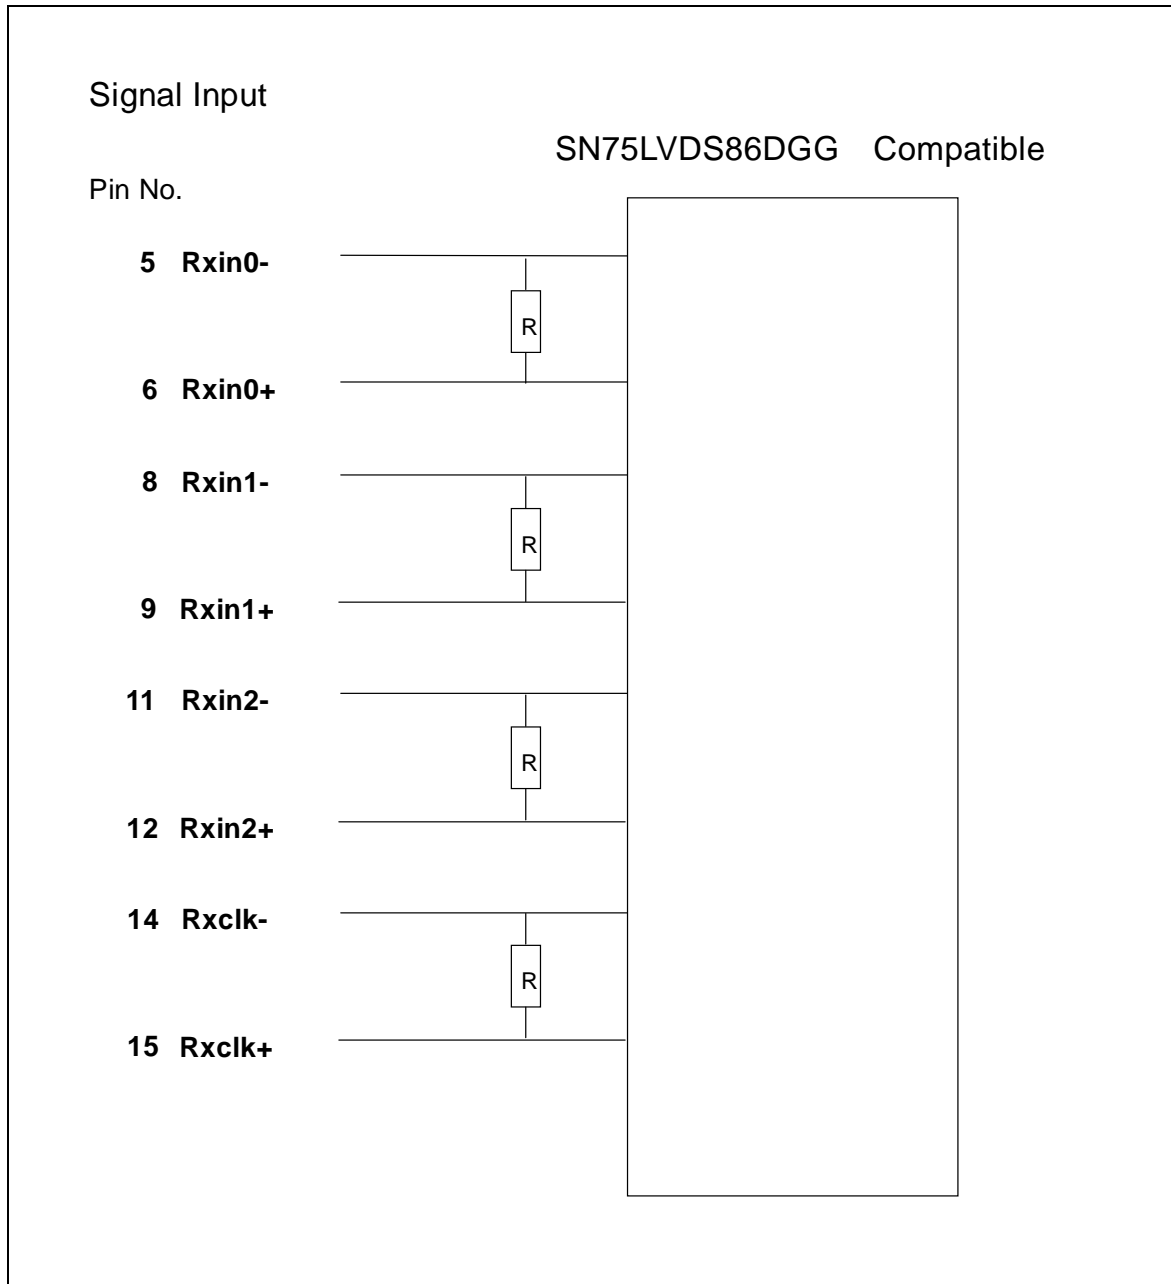 Signal Input
SN75LVDS86DGG Compatible
Pin No.
5 Rxin0-
R
6 Rxin0+
8 Rxin1-
R
9 Rxin1+
11 Rxin2-
R
12 Rxin2+
14 Rxclk-
R
15 Rxclk+